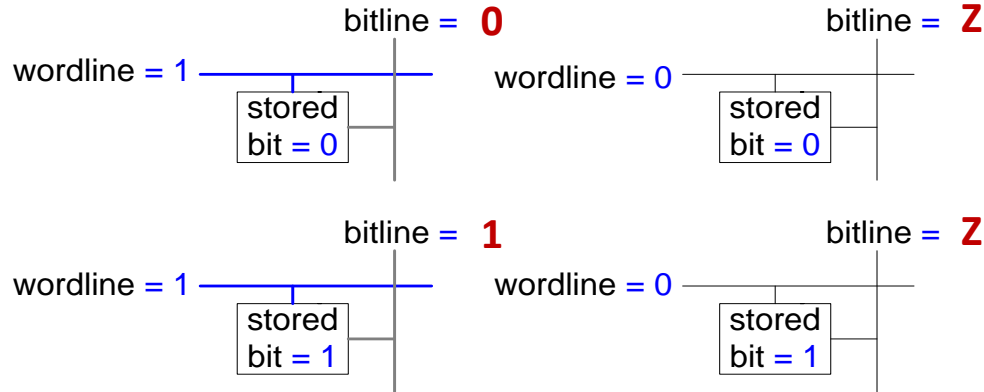 bitline = 0
bitline = Z
wordline = 1
wordline = 0
stored
bit = 0
stored
bit = 0
bitline = 1
bitline = Z
wordline = 1
wordline = 0
stored
bit = 1
stored
bit = 1